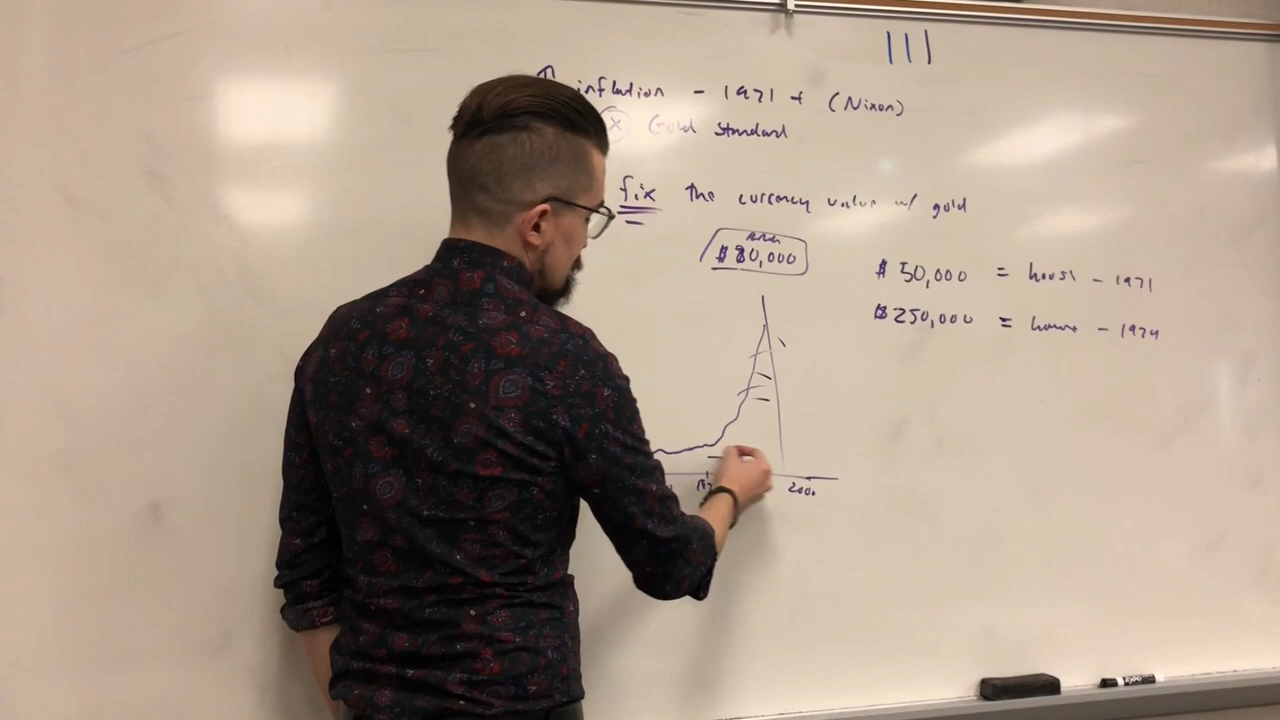 |||
↑ inflation - 1971 + (Nixon)
(x) Gold Standard
fix the currency value w/ gold
$80,000
$50,000 = house - 1971
$250,000 = house - 1974
2000